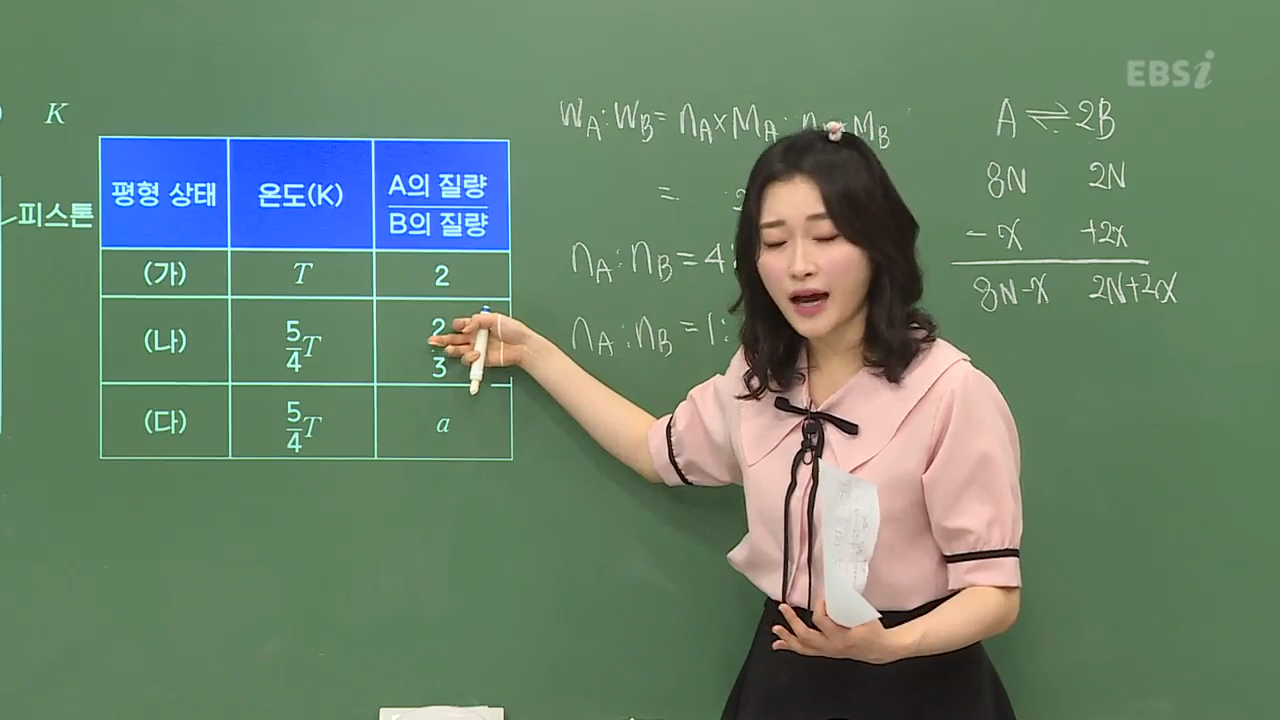 EBSi
K
피스톤
평형 상태 온도(K) A의 질량 / B의 질량
(가) T 2
(나) 5/4 T 2/3
(다) 5/4 T a
W_A : W_B = n_A × M_A : M_B
=
n_A : n_B = 4
n_A : n_B = 1 :
A ⇌ 2B
8N 2N
-x +2x
8N-x 2N+2x